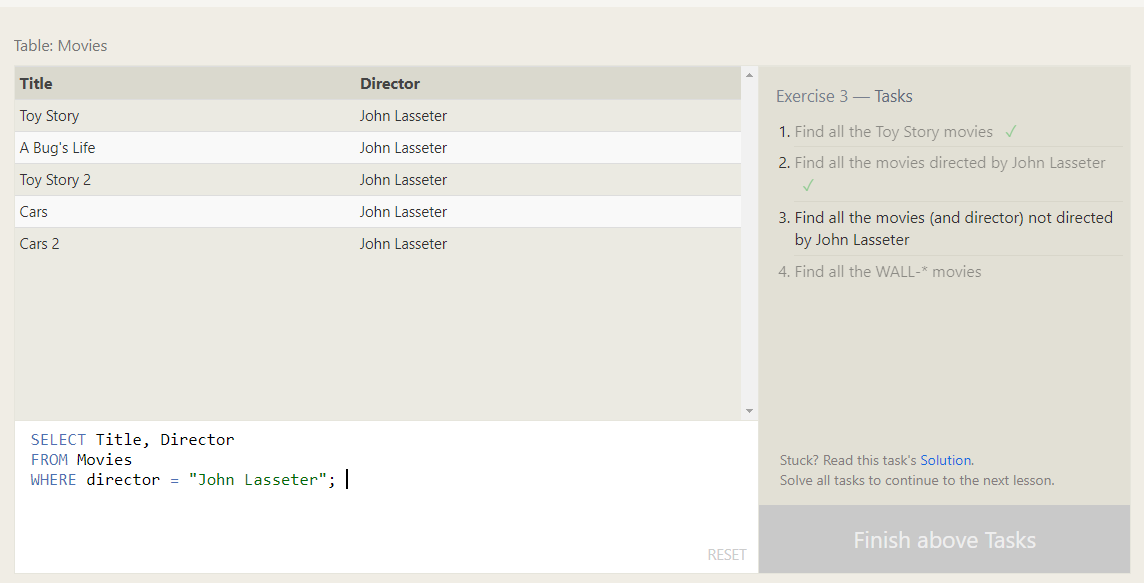 Table: Movies
Title Director
Toy Story John Lasseter
A Bug's Life John Lasseter
Toy Story 2 John Lasseter
Cars John Lasseter
Cars 2 John Lasseter
SELECT Title, Director
FROM Movies
WHERE director = "John Lasseter";
RESET
Exercise 3 — Tasks
1. Find all the Toy Story movies ✓
2. Find all the movies directed by John Lasseter
✓
3. Find all the movies (and director) not directed
by John Lasseter
4. Find all the WALL-* movies
Stuck? Read this task's Solution.
Solve all tasks to continue to the next lesson.
Finish above Tasks